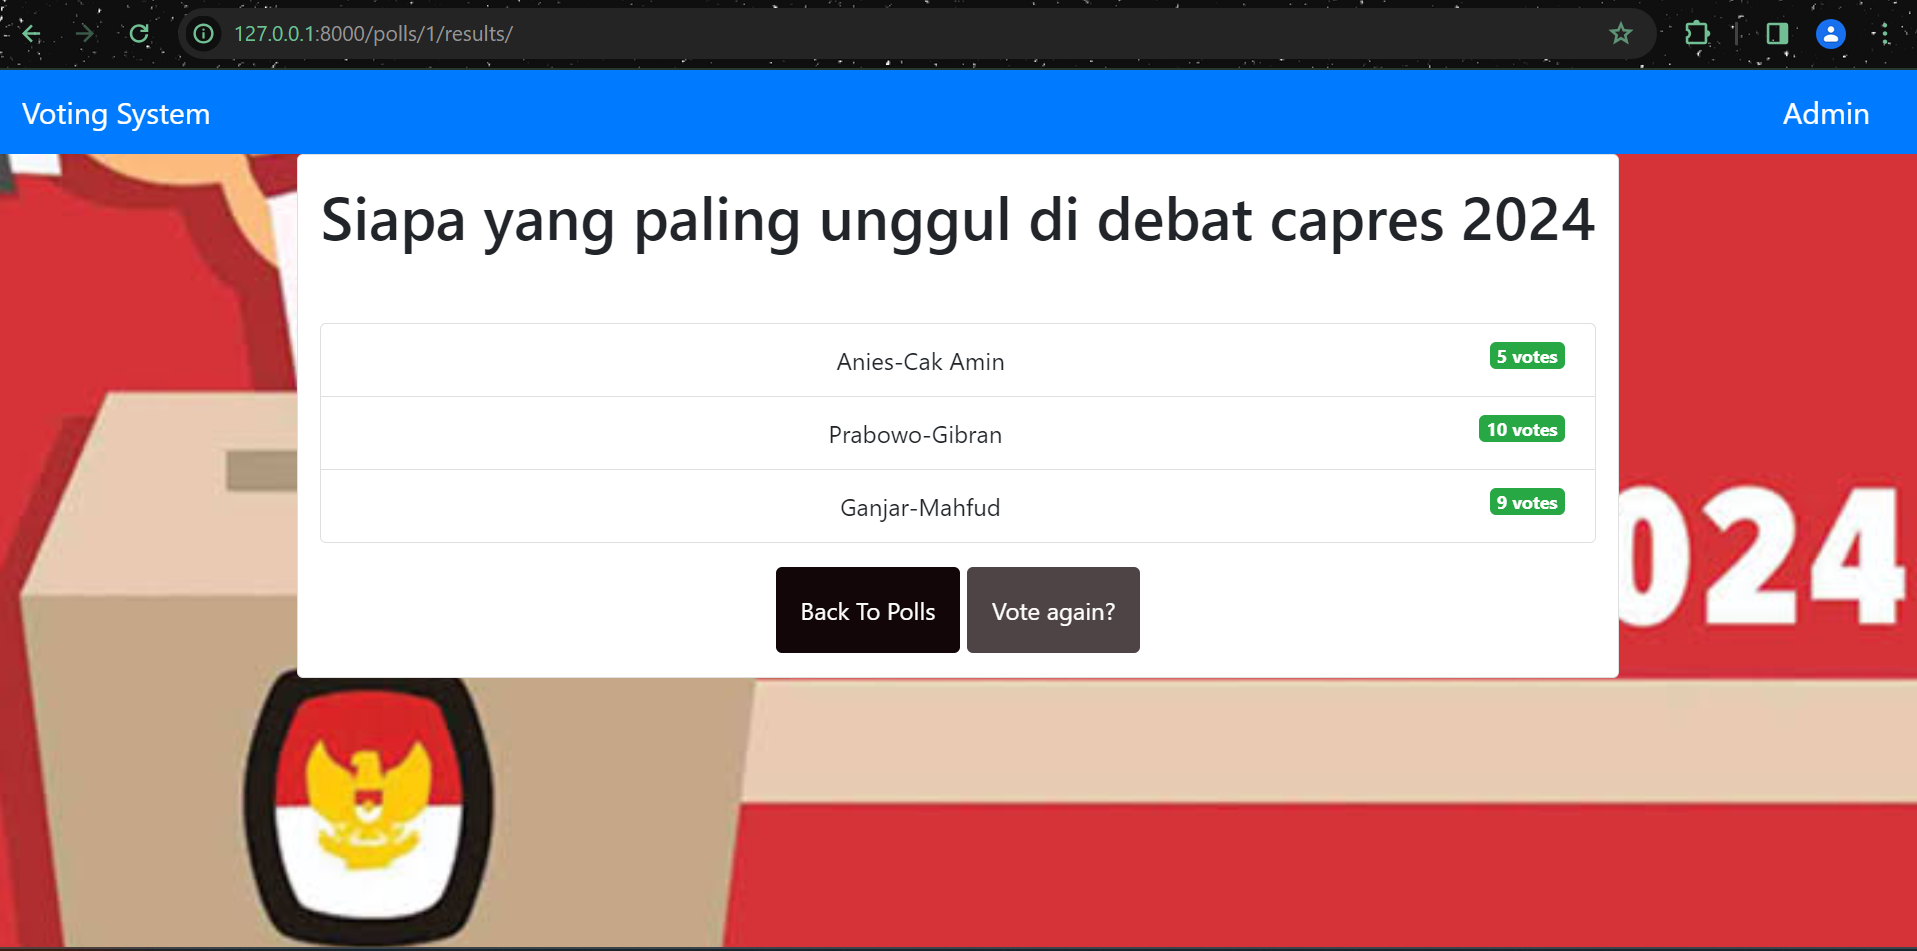 127.0.0.1:8000/polls/1/results/
Voting System
Admin
Siapa yang paling unggul di debat capres 2024
Anies-Cak Amin
5 votes
Prabowo-Gibran
10 votes
Ganjar-Mahfud
9 votes
024
Back To Polls
Vote again?